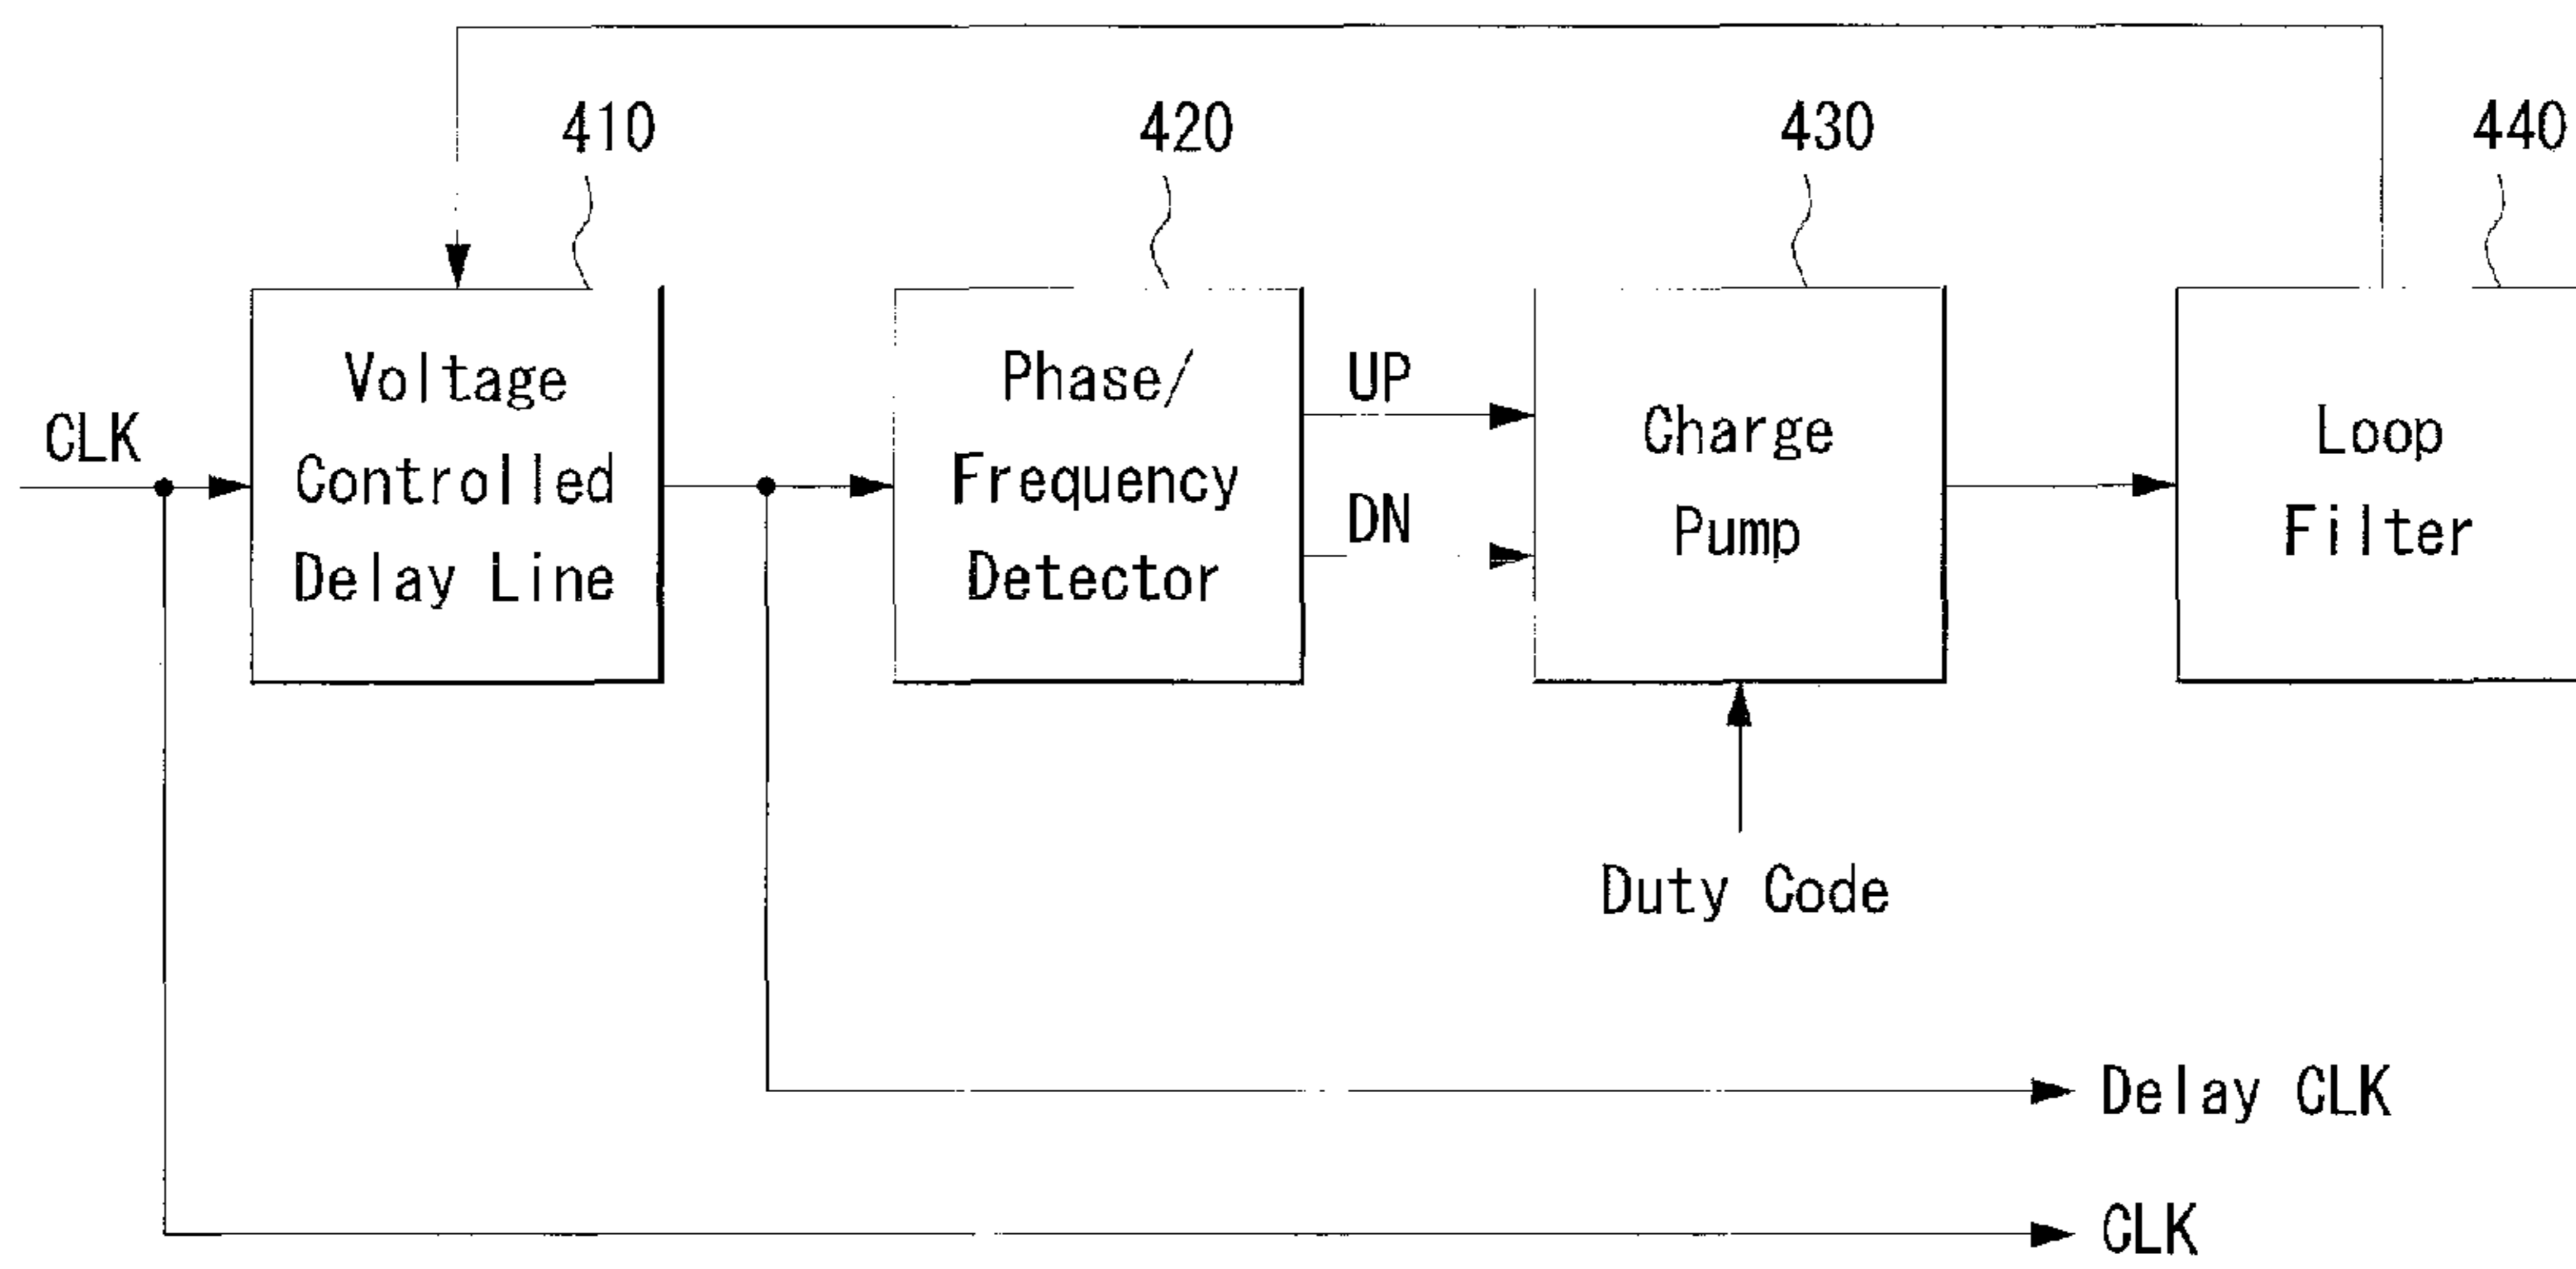 410
420
430
440
CLK
Voltage
Controlled
Delay Line
Phase/
Frequency
Detector
UP
DN
Charge
Pump
Loop
Filter
Duty Code
Delay CLK
CLK